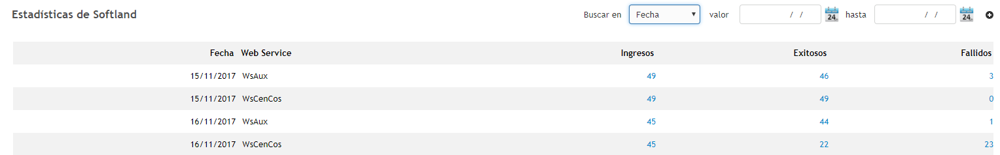 Estadísticas de Softland Buscar en Fecha valor / / 24 hasta / / 24
Fecha Web Service Ingresos Exitosos Fallidos
15/11/2017 WsAux 49 46 3
15/11/2017 WsCenCos 49 49 0
16/11/2017 WsAux 45 44 1
16/11/2017 WsCenCos 45 22 23